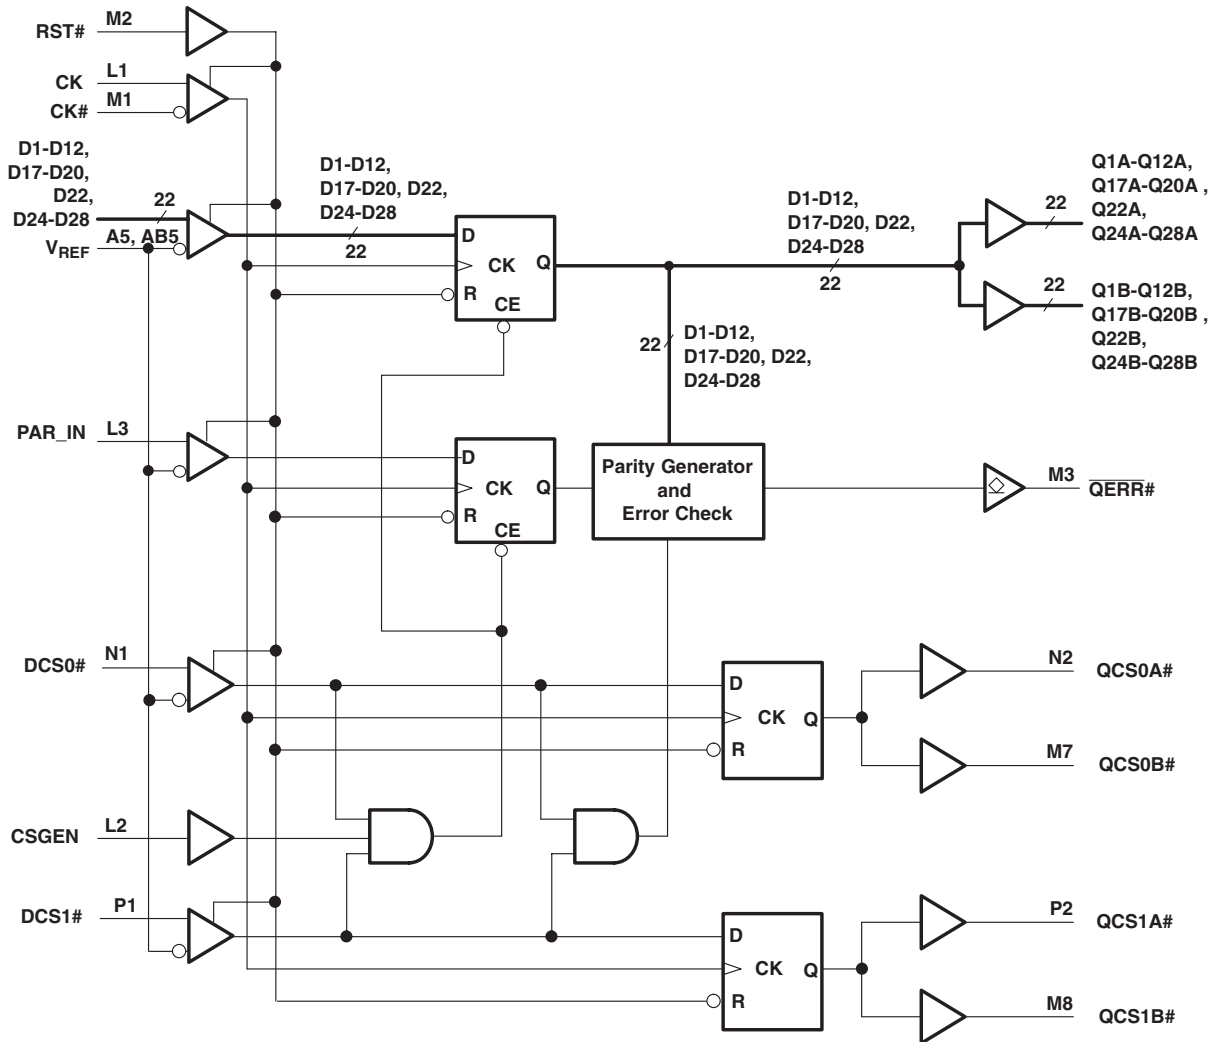 RST#
M2
CK
L1
CK#
M1
D1-D12,
D17-D20,
D22,
D24-D28
22
VREF
A5, AB5
D1-D12,
D17-D20, D22,
D24-D28
22
D
CK
Q
R
CE
D1-D12,
D17-D20, D22,
D24-D28
22
22
Q1A-Q12A,
Q17A-Q20A ,
Q22A,
Q24A-Q28A
22
Q1B-Q12B,
Q17B-Q20B ,
Q22B,
Q24B-Q28B
22
D1-D12,
D17-D20, D22,
D24-D28
PAR_IN
L3
D
CK
Q
R
CE
Parity Generator
and
Error Check
M3
QERR#
DCS0#
N1
D
CK
Q
R
N2
QCS0A#
M7
QCS0B#
CSGEN
L2
DCS1#
P1
D
CK
Q
R
P2
QCS1A#
M8
QCS1B#